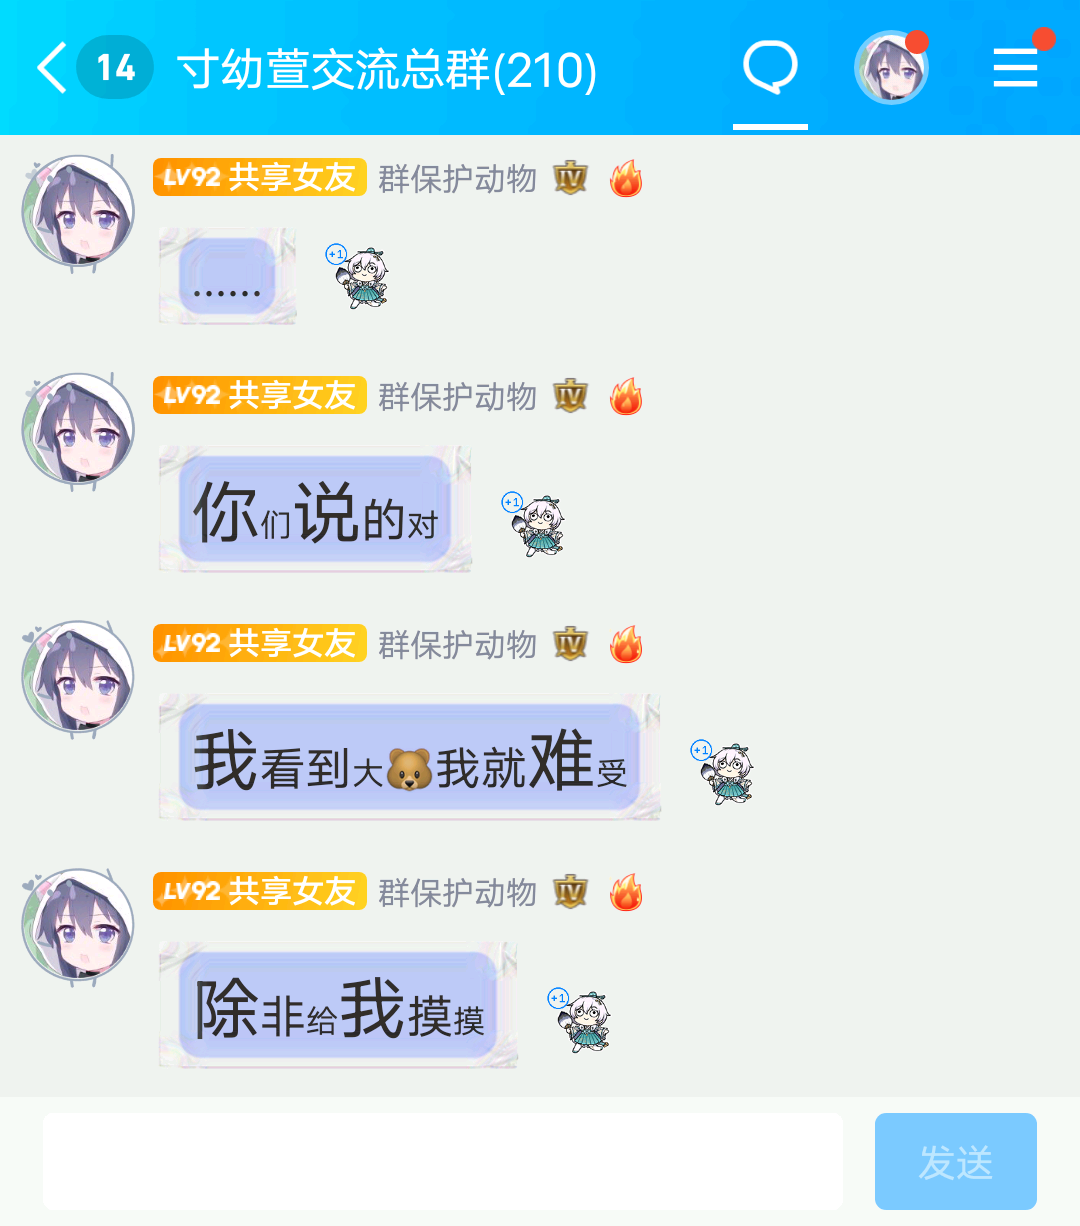 14 寸幼萱交流总群(210)
LV92 共享女友 群保护动物 IV
......
+1
LV92 共享女友 群保护动物 IV
你们说的对
+1
LV92 共享女友 群保护动物 IV
我看到大🐻我就难受
+1
LV92 共享女友 群保护动物 IV
除非给我摸摸
+1
发送